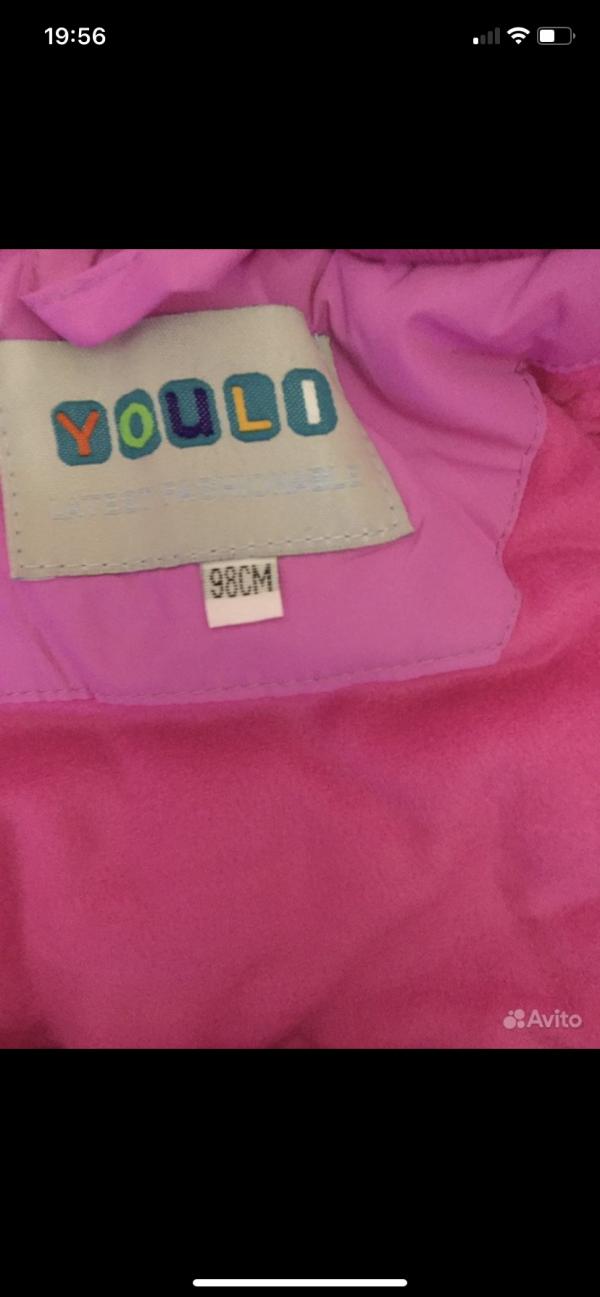 19:56
YOULI
LATEST FASHIONABLE
98CM
Avito